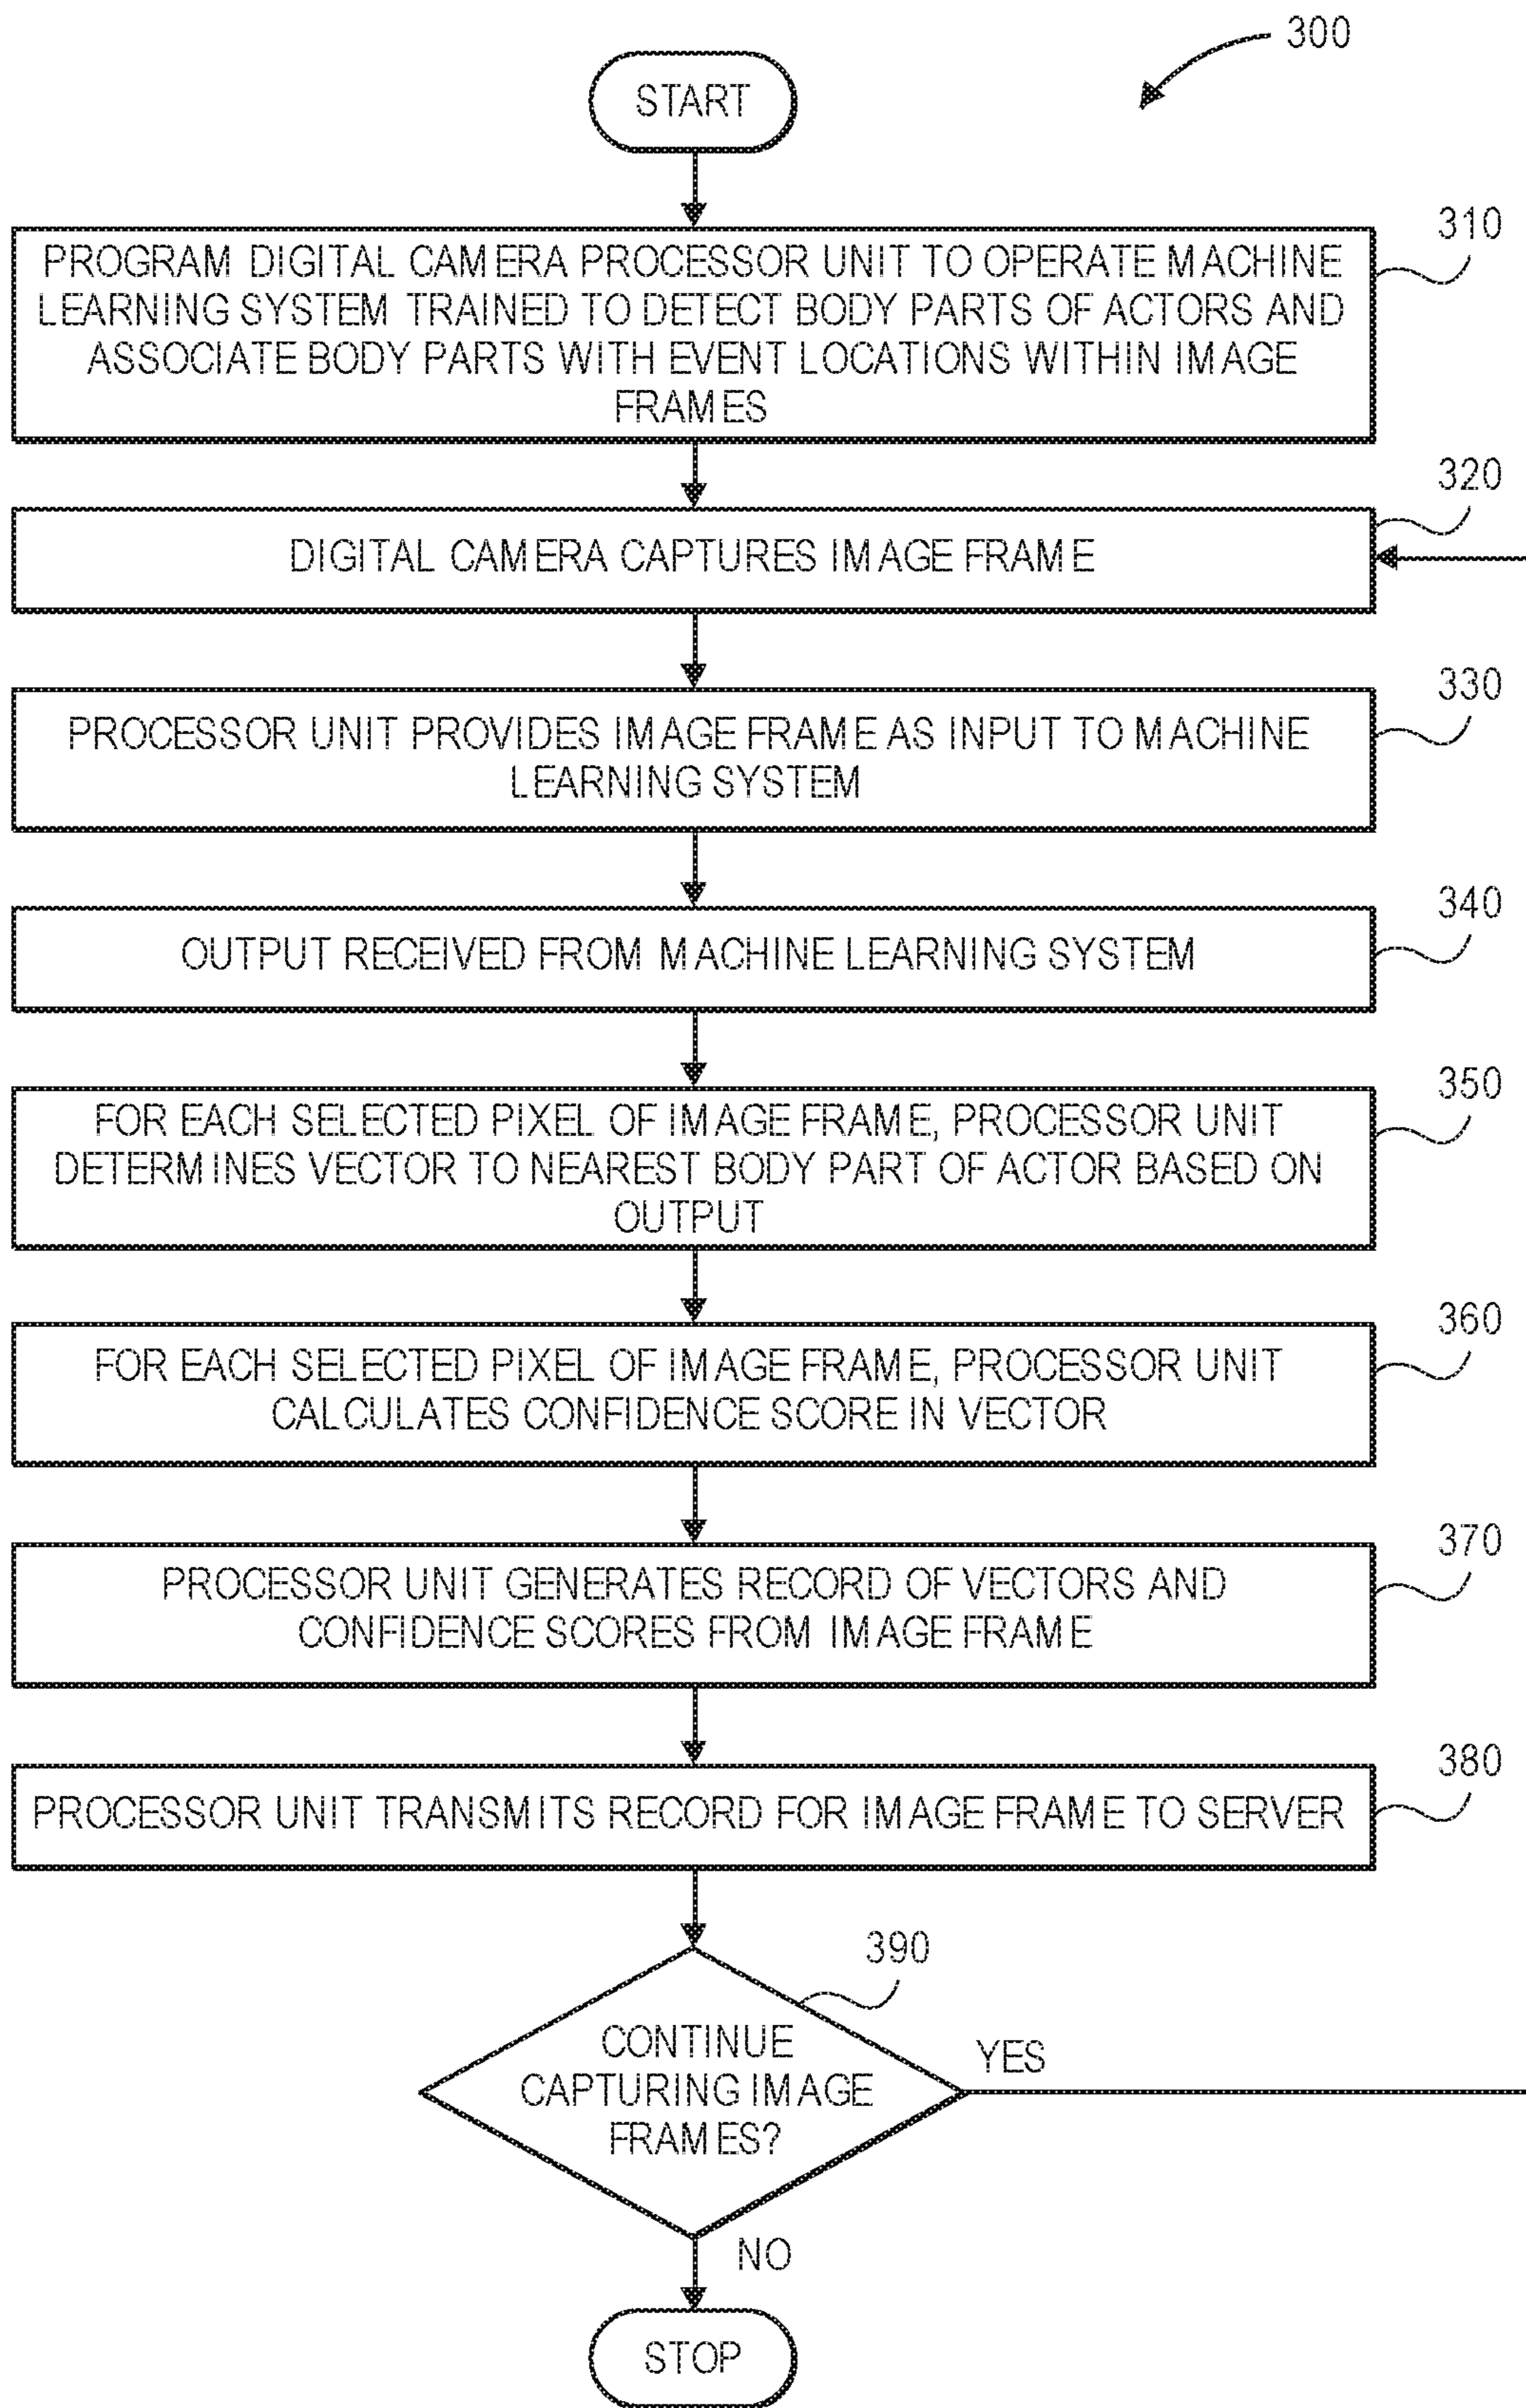 300
START
310
PROGRAM DIGITAL CAMERA PROCESSOR UNIT TO OPERATE MACHINE
LEARNING SYSTEM TRAINED TO DETECT BODY PARTS OF ACTORS AND
ASSOCIATE BODY PARTS WITH EVENT LOCATIONS WITHIN IMAGE
FRAMES
320
DIGITAL CAMERA CAPTURES IMAGE FRAME
330
PROCESSOR UNIT PROVIDES IMAGE FRAME AS INPUT TO MACHINE
LEARNING SYSTEM
340
OUTPUT RECEIVED FROM MACHINE LEARNING SYSTEM
350
FOR EACH SELECTED PIXEL OF IMAGE FRAME, PROCESSOR UNIT
DETERMINES VECTOR TO NEAREST BODY PART OF ACTOR BASED ON
OUTPUT
360
FOR EACH SELECTED PIXEL OF IMAGE FRAME, PROCESSOR UNIT
CALCULATES CONFIDENCE SCORE IN VECTOR
370
PROCESSOR UNIT GENERATES RECORD OF VECTORS AND
CONFIDENCE SCORES FROM IMAGE FRAME
380
PROCESSOR UNIT TRANSMITS RECORD FOR IMAGE FRAME TO SERVER
390
CONTINUE
CAPTURING IMAGE
FRAMES?
YES
NO
STOP